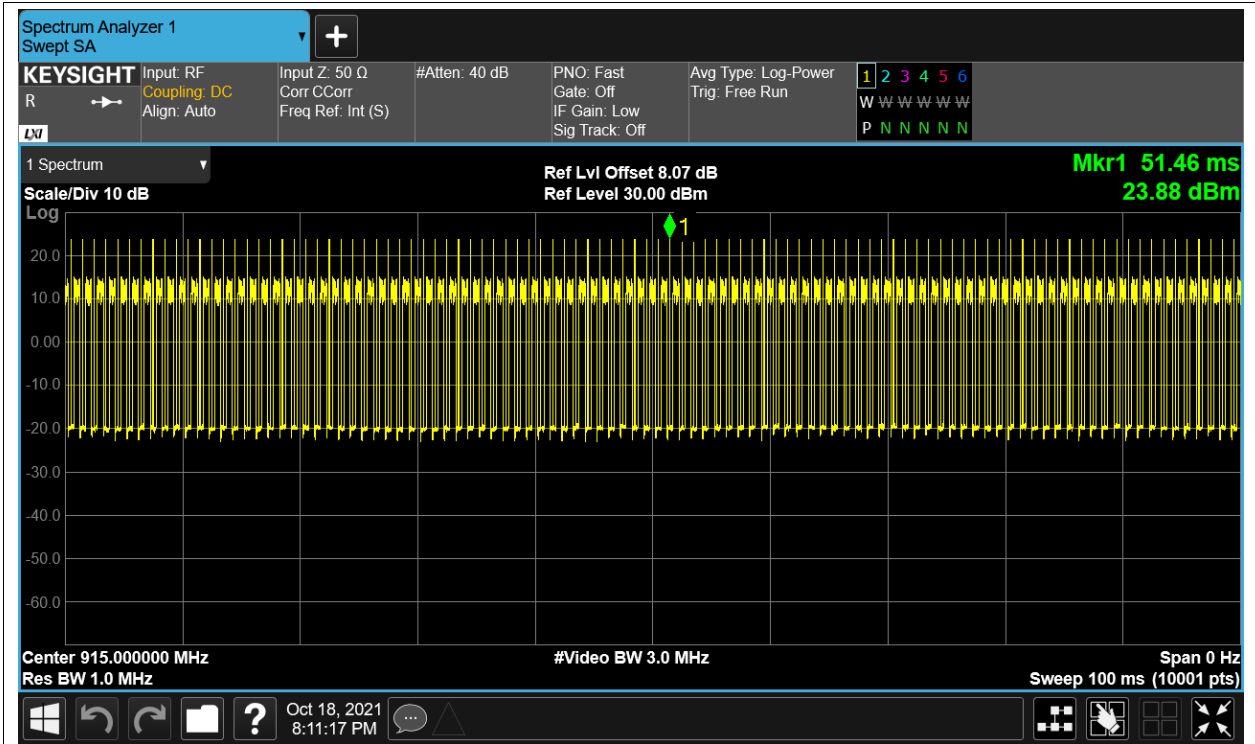 Spectrum Analyzer 1
Swept SA
KEYSIGHT
R
LXI
Input: RF
Coupling: DC
Align: Auto
Input Z: 50 Ω
Corr CCorr
Freq Ref: Int (S)
#Atten: 40 dB
PNO: Fast
Gate: Off
IF Gain: Low
Sig Track: Off
Avg Type: Log-Power
Trig: Free Run
1 2 3 4 5 6
W W W W W W
P N N N N N
1 Spectrum
Scale/Div 10 dB
Log
Ref Lvl Offset 8.07 dB
Ref Level 30.00 dBm
Mkr1 51.46 ms
23.88 dBm
1
20.0
10.0
0.00
-10.0
-20.0
-30.0
-40.0
-50.0
-60.0
Center 915.000000 MHz
Res BW 1.0 MHz
#Video BW 3.0 MHz
Span 0 Hz
Sweep 100 ms (10001 pts)
?
Oct 18, 2021
8:11:17 PM